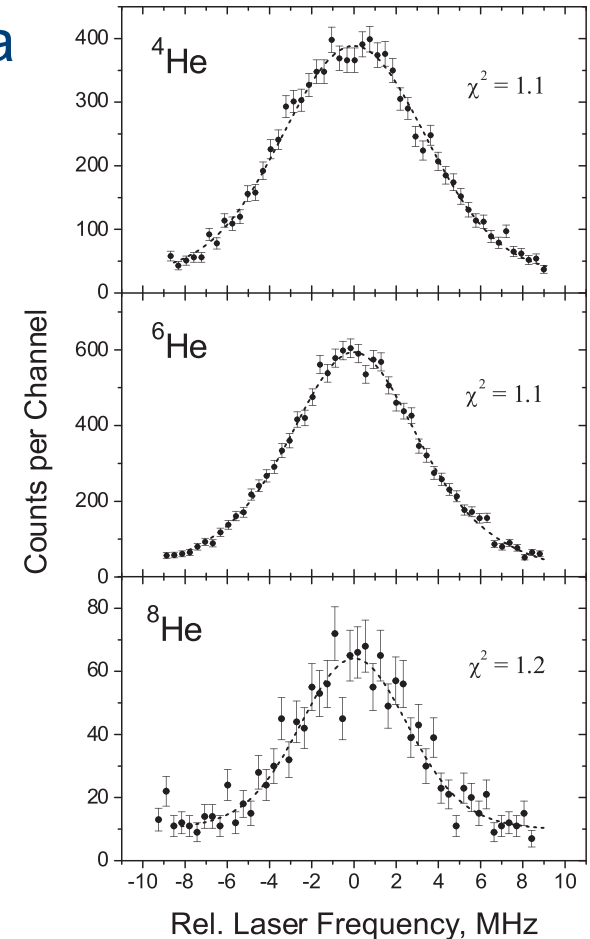 a
⁴He
χ² = 1.1
400
300
200
100
0
⁶He
χ² = 1.1
600
400
200
0
⁸He
χ² = 1.2
80
60
40
20
0
Counts per Channel
-10 -8 -6 -4 -2 0 2 4 6 8 10
Rel. Laser Frequency, MHz